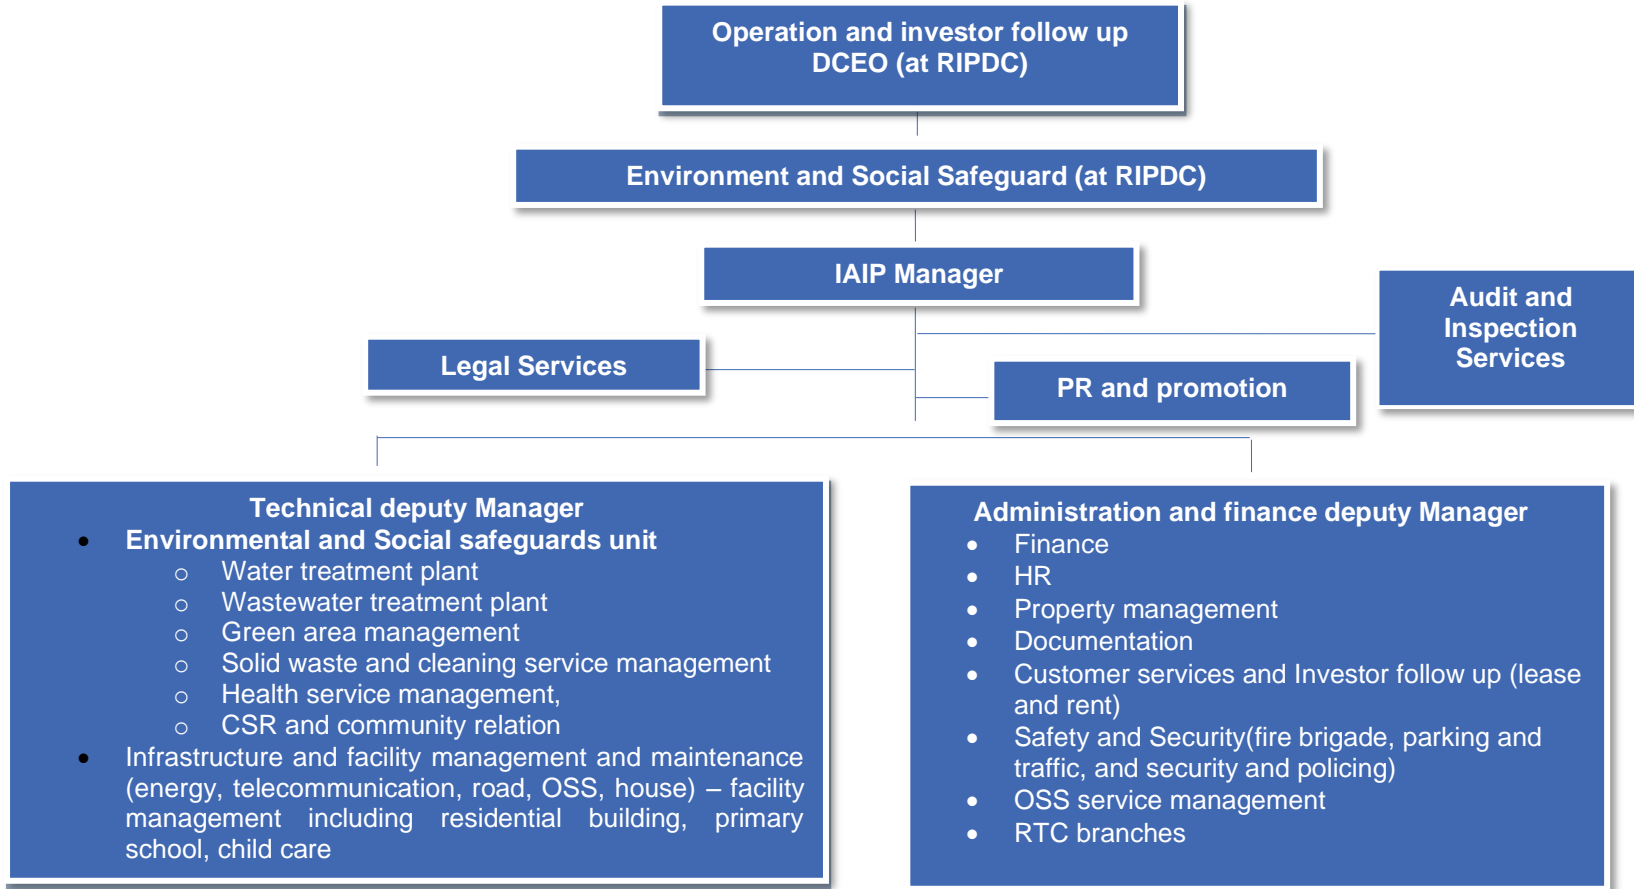 Operation and investor follow up
DCEO (at RIPDC)
Environment and Social Safeguard (at RIPDC)
IAIP Manager
Audit and
Inspection
Services
Legal Services
PR and promotion
Technical deputy Manager
• Environmental and Social safeguards unit
o Water treatment plant
o Wastewater treatment plant
o Green area management
o Solid waste and cleaning service management
o Health service management,
o CSR and community relation
• Infrastructure and facility management and maintenance
(energy, telecommunication, road, OSS, house) – facility
management including residential building, primary
school, child care
Administration and finance deputy Manager
• Finance
• HR
• Property management
• Documentation
• Customer services and Investor follow up (lease
and rent)
• Safety and Security(fire brigade, parking and
traffic, and security and policing)
• OSS service management
• RTC branches